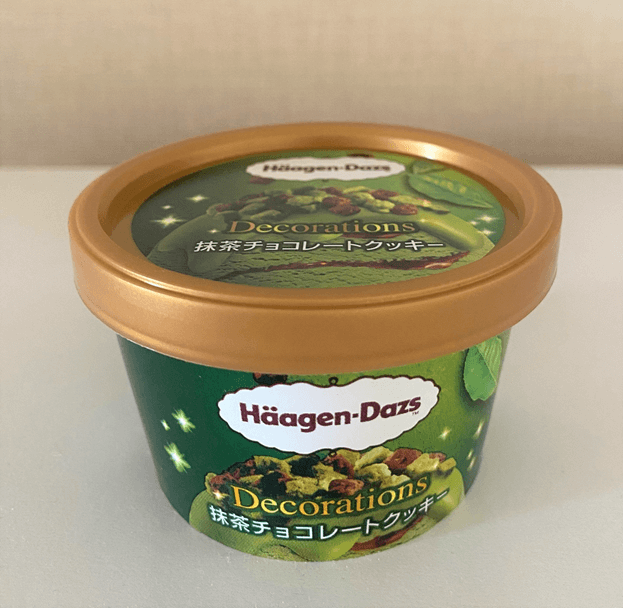 Häagen-Dazs
Decorations
抹茶チョコレートクッキー
Häagen-Dazs™
Decorations
抹茶チョコレートクッキー